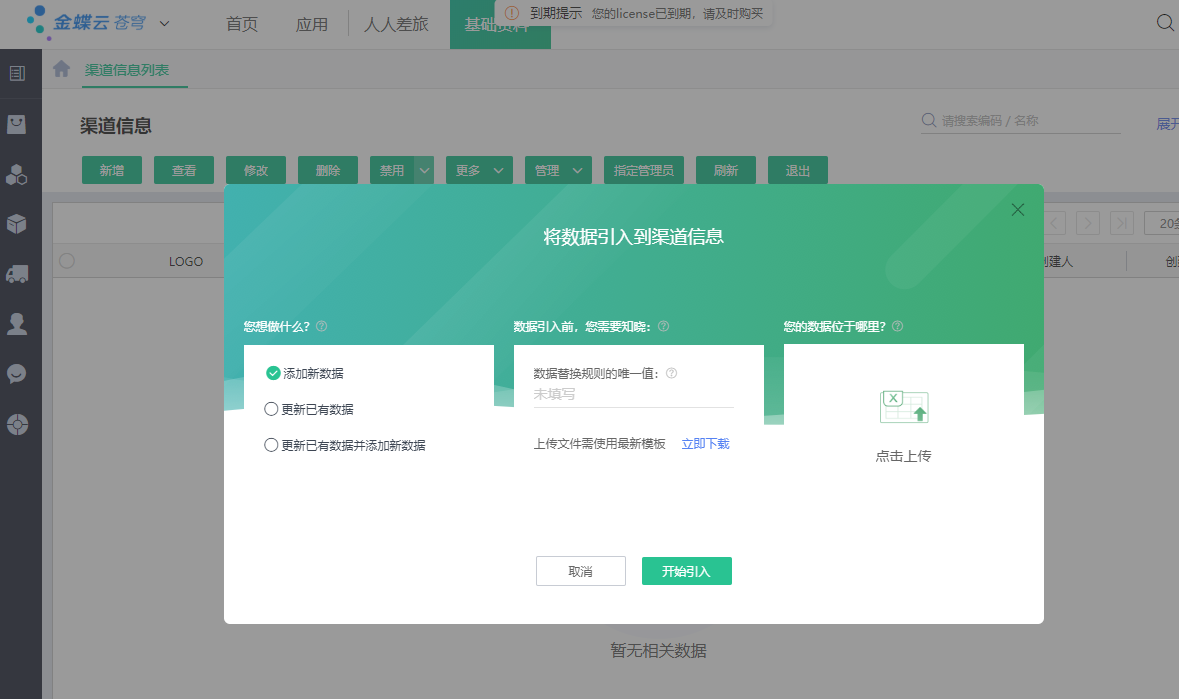 金蝶云 苍穹
首页
应用
人人差旅
基础资料
到期提示 您的license已到期，请及时购买
渠道信息列表
渠道信息
请搜索编码 / 名称
展开
新增
查看
修改
删除
禁用
更多
管理
指定管理员
刷新
退出
20条
LOGO
创建人
将数据引入到渠道信息
您想做什么?
添加新数据
更新已有数据
更新已有数据并添加新数据
数据引入前，您需要知晓：
数据替换规则的唯一值：
未填写
上传文件需使用最新模板 立即下载
您的数据位于哪里?
点击上传
取消
开始引入
暂无相关数据